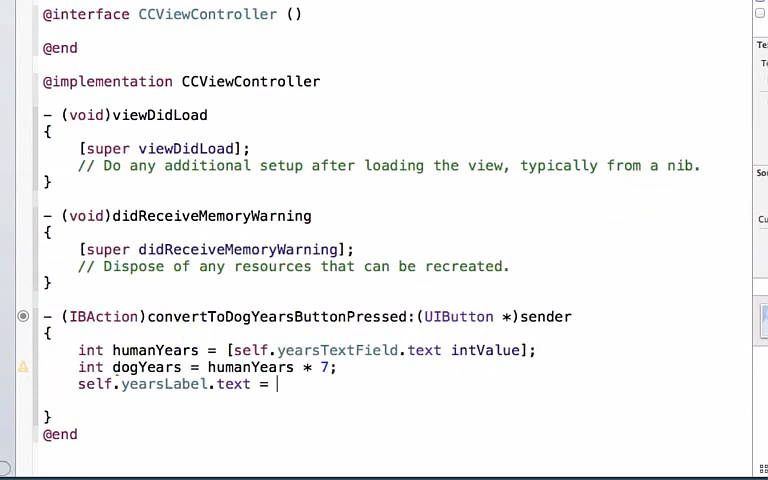 @interface CCViewController ()
@end
@implementation CCViewController
- (void)viewDidLoad
{
[super viewDidLoad];
// Do any additional setup after loading the view, typically from a nib.
}
- (void)didReceiveMemoryWarning
{
[super didReceiveMemoryWarning];
// Dispose of any resources that can be recreated.
}
- (IBAction)convertToDogYearsButtonPressed:(UIButton *)sender
{
int humanYears = [self.yearsTextField.text intValue];
int dogYears = humanYears * 7;
self.yearsLabel.text =
}
@end